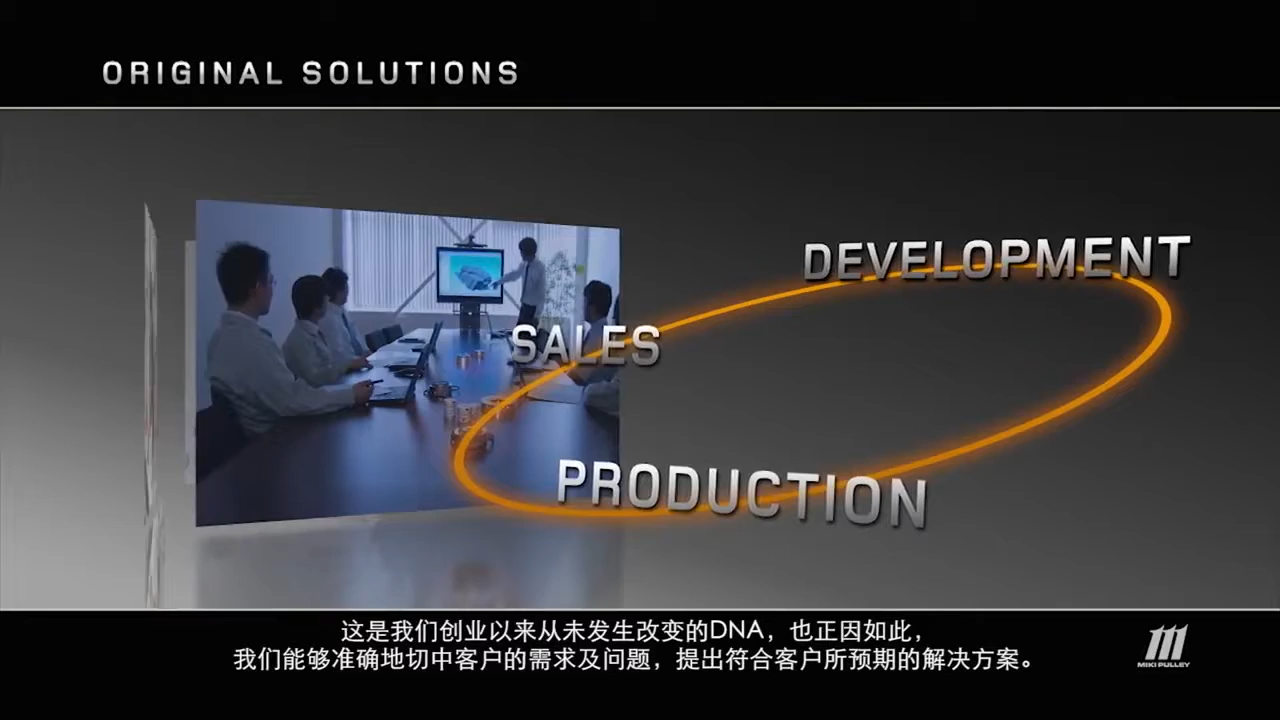 ORIGINAL SOLUTIONS
DEVELOPMENT
SALES
PRODUCTION
这是我们创业以来从未发生改变的DNA，也正因如此，
我们能够准确地切中客户的需求及问题，提出符合客户所预期的解决方案。
MIKI PULLEY